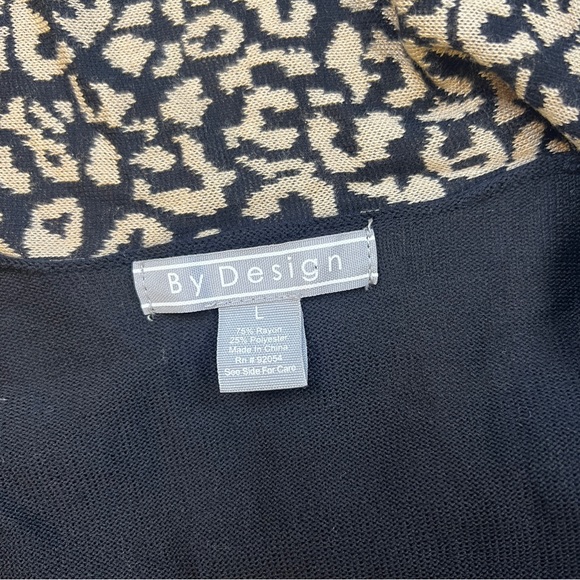 By Design
L
75% Rayon
25% Polyester
Made In China
Rn # 92054
See Side For Care